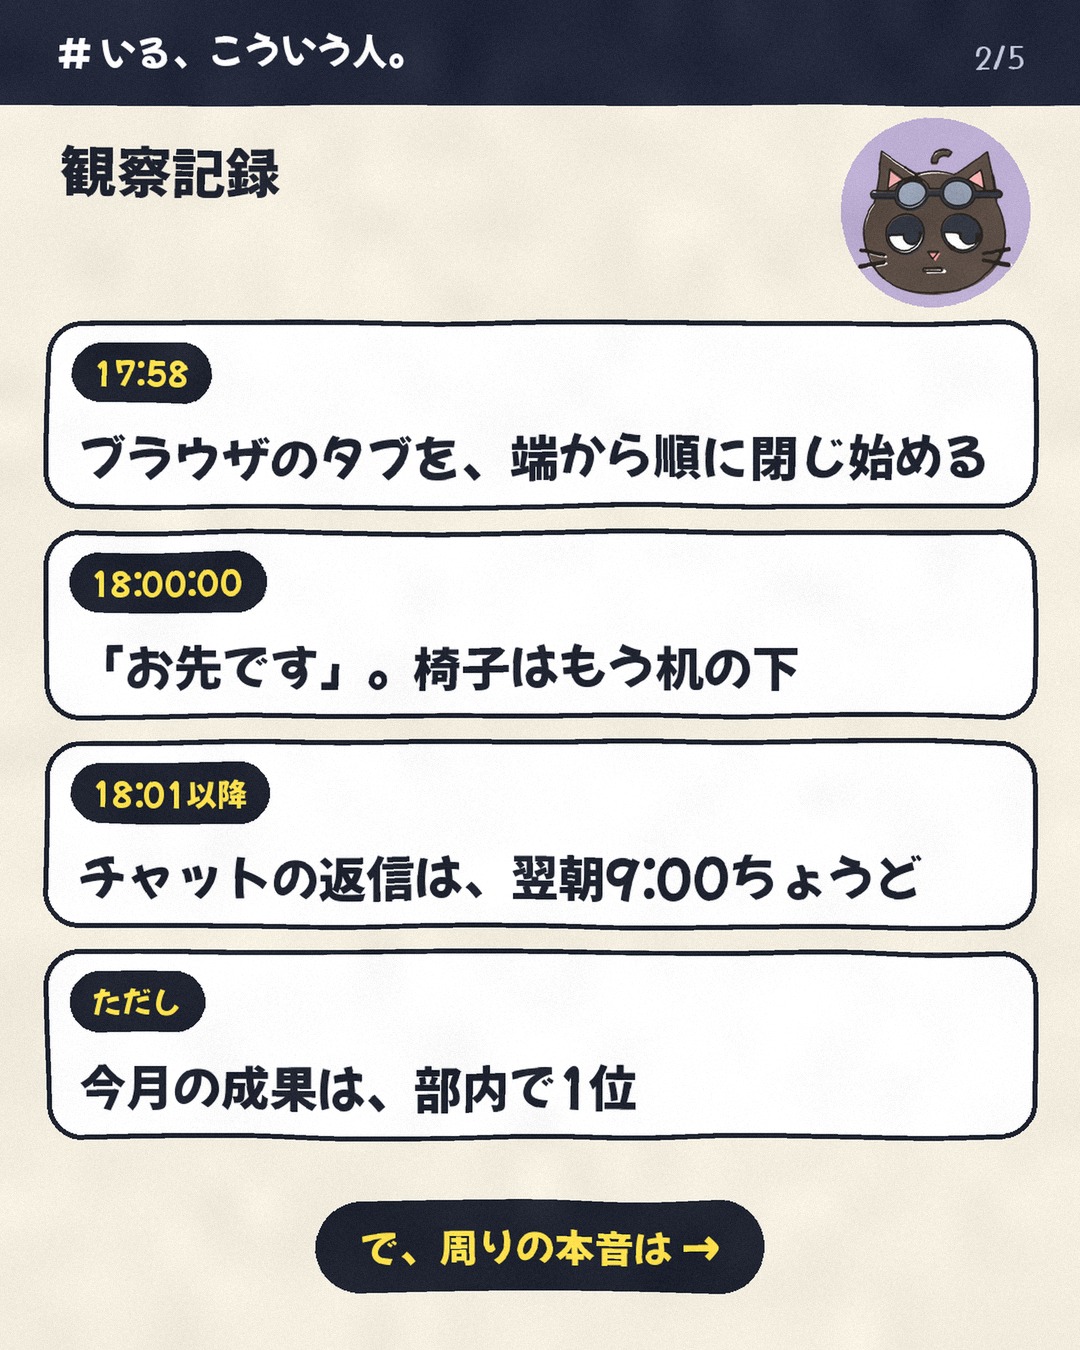 #いる、こういう人。
2/5
観察記録
17:58
ブラウザのタブを、端から順に閉じ始める
18:00:00
「お先です」。椅子はもう机の下
18:01以降
チャットの返信は、翌朝9:00ちょうど
ただし
今月の成果は、部内で1位
で、周りの本音は→